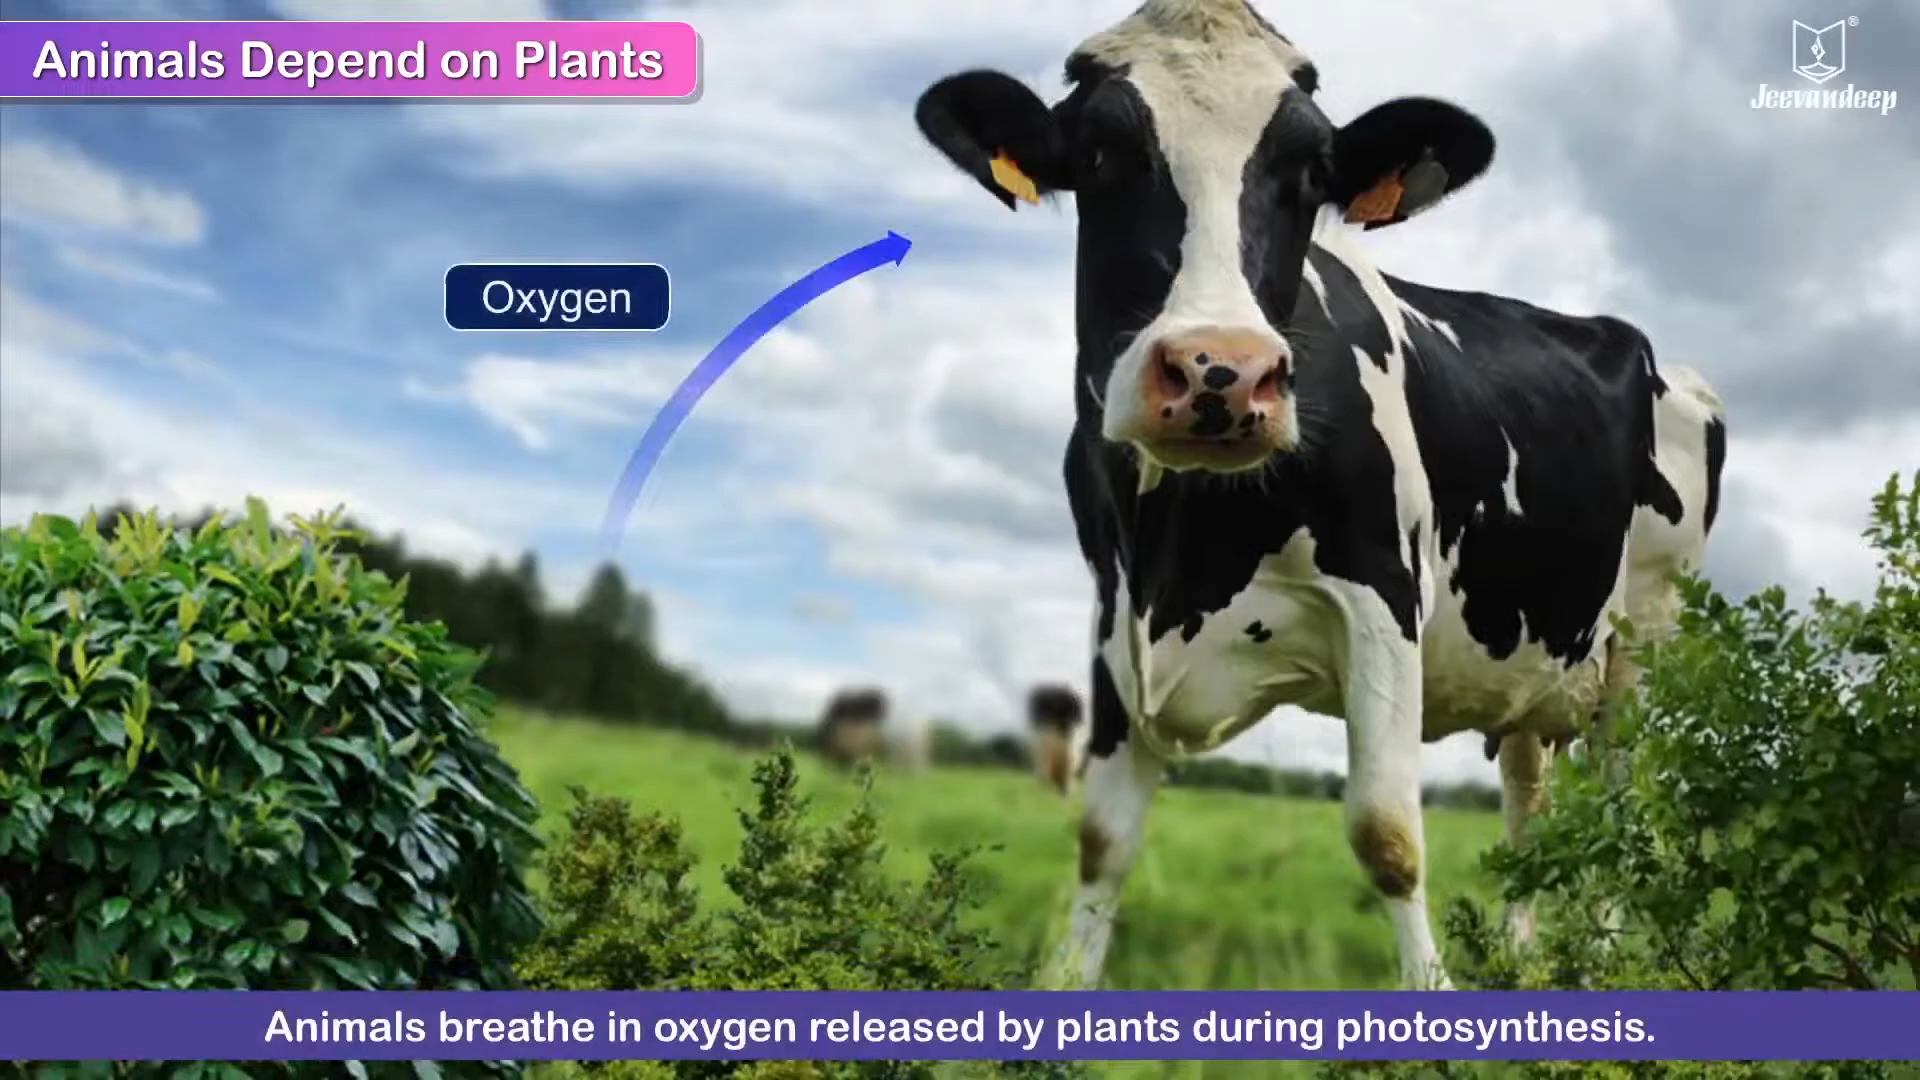 Animals Depend on Plants
Jeevandeep®
Oxygen
Animals breathe in oxygen released by plants during photosynthesis.